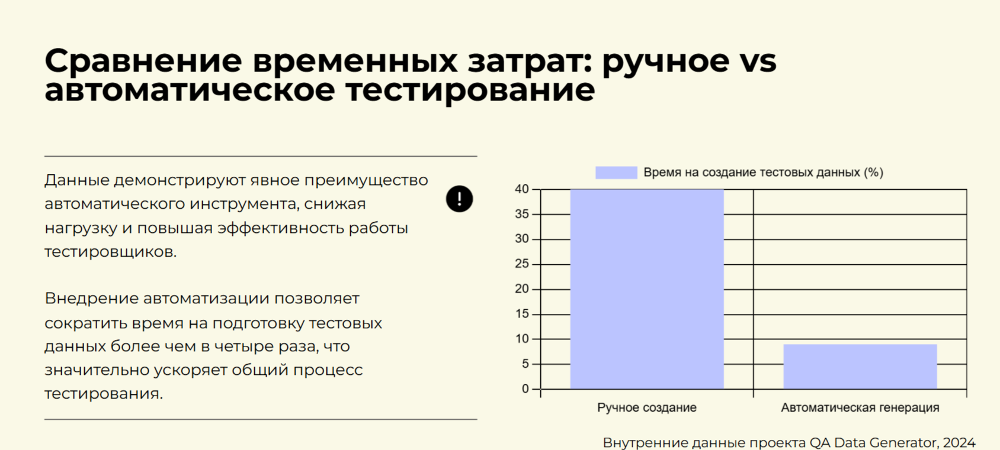 Сравнение временных затрат: ручное vs
автоматическое тестирование
Данные демонстрируют явное преимущество
автоматического инструмента, снижая
нагрузку и повышая эффективность работы
тестировщиков.
!
Внедрение автоматизации позволяет
сократить время на подготовку тестовых
данных более чем в четыре раза, что
значительно ускоряет общий процесс
тестирования.
Время на создание тестовых данных (%)
40
35
30
25
20
15
10
5
0
Ручное создание
Автоматическая генерация
Внутренние данные проекта QA Data Generator, 2024